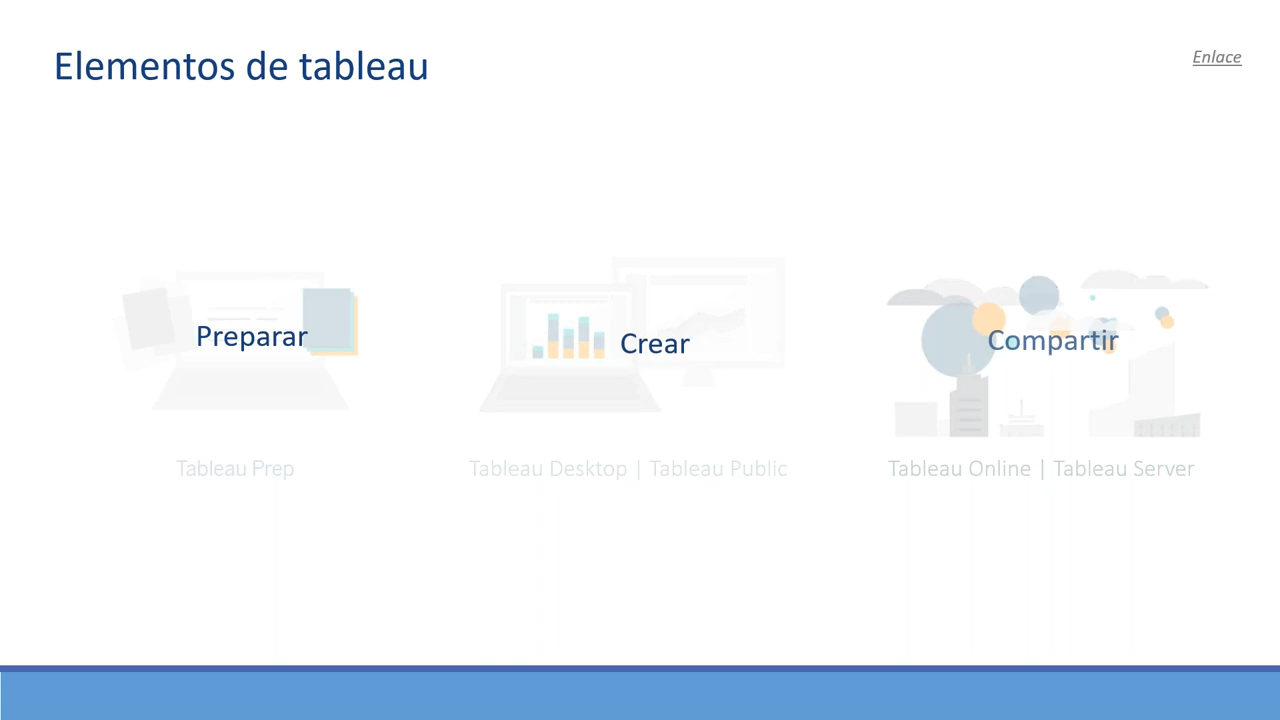 Elementos de tableau
Enlace
Preparar
Crear
Compartir
Tableau Prep
Tableau Desktop | Tableau Public
Tableau Online | Tableau Server